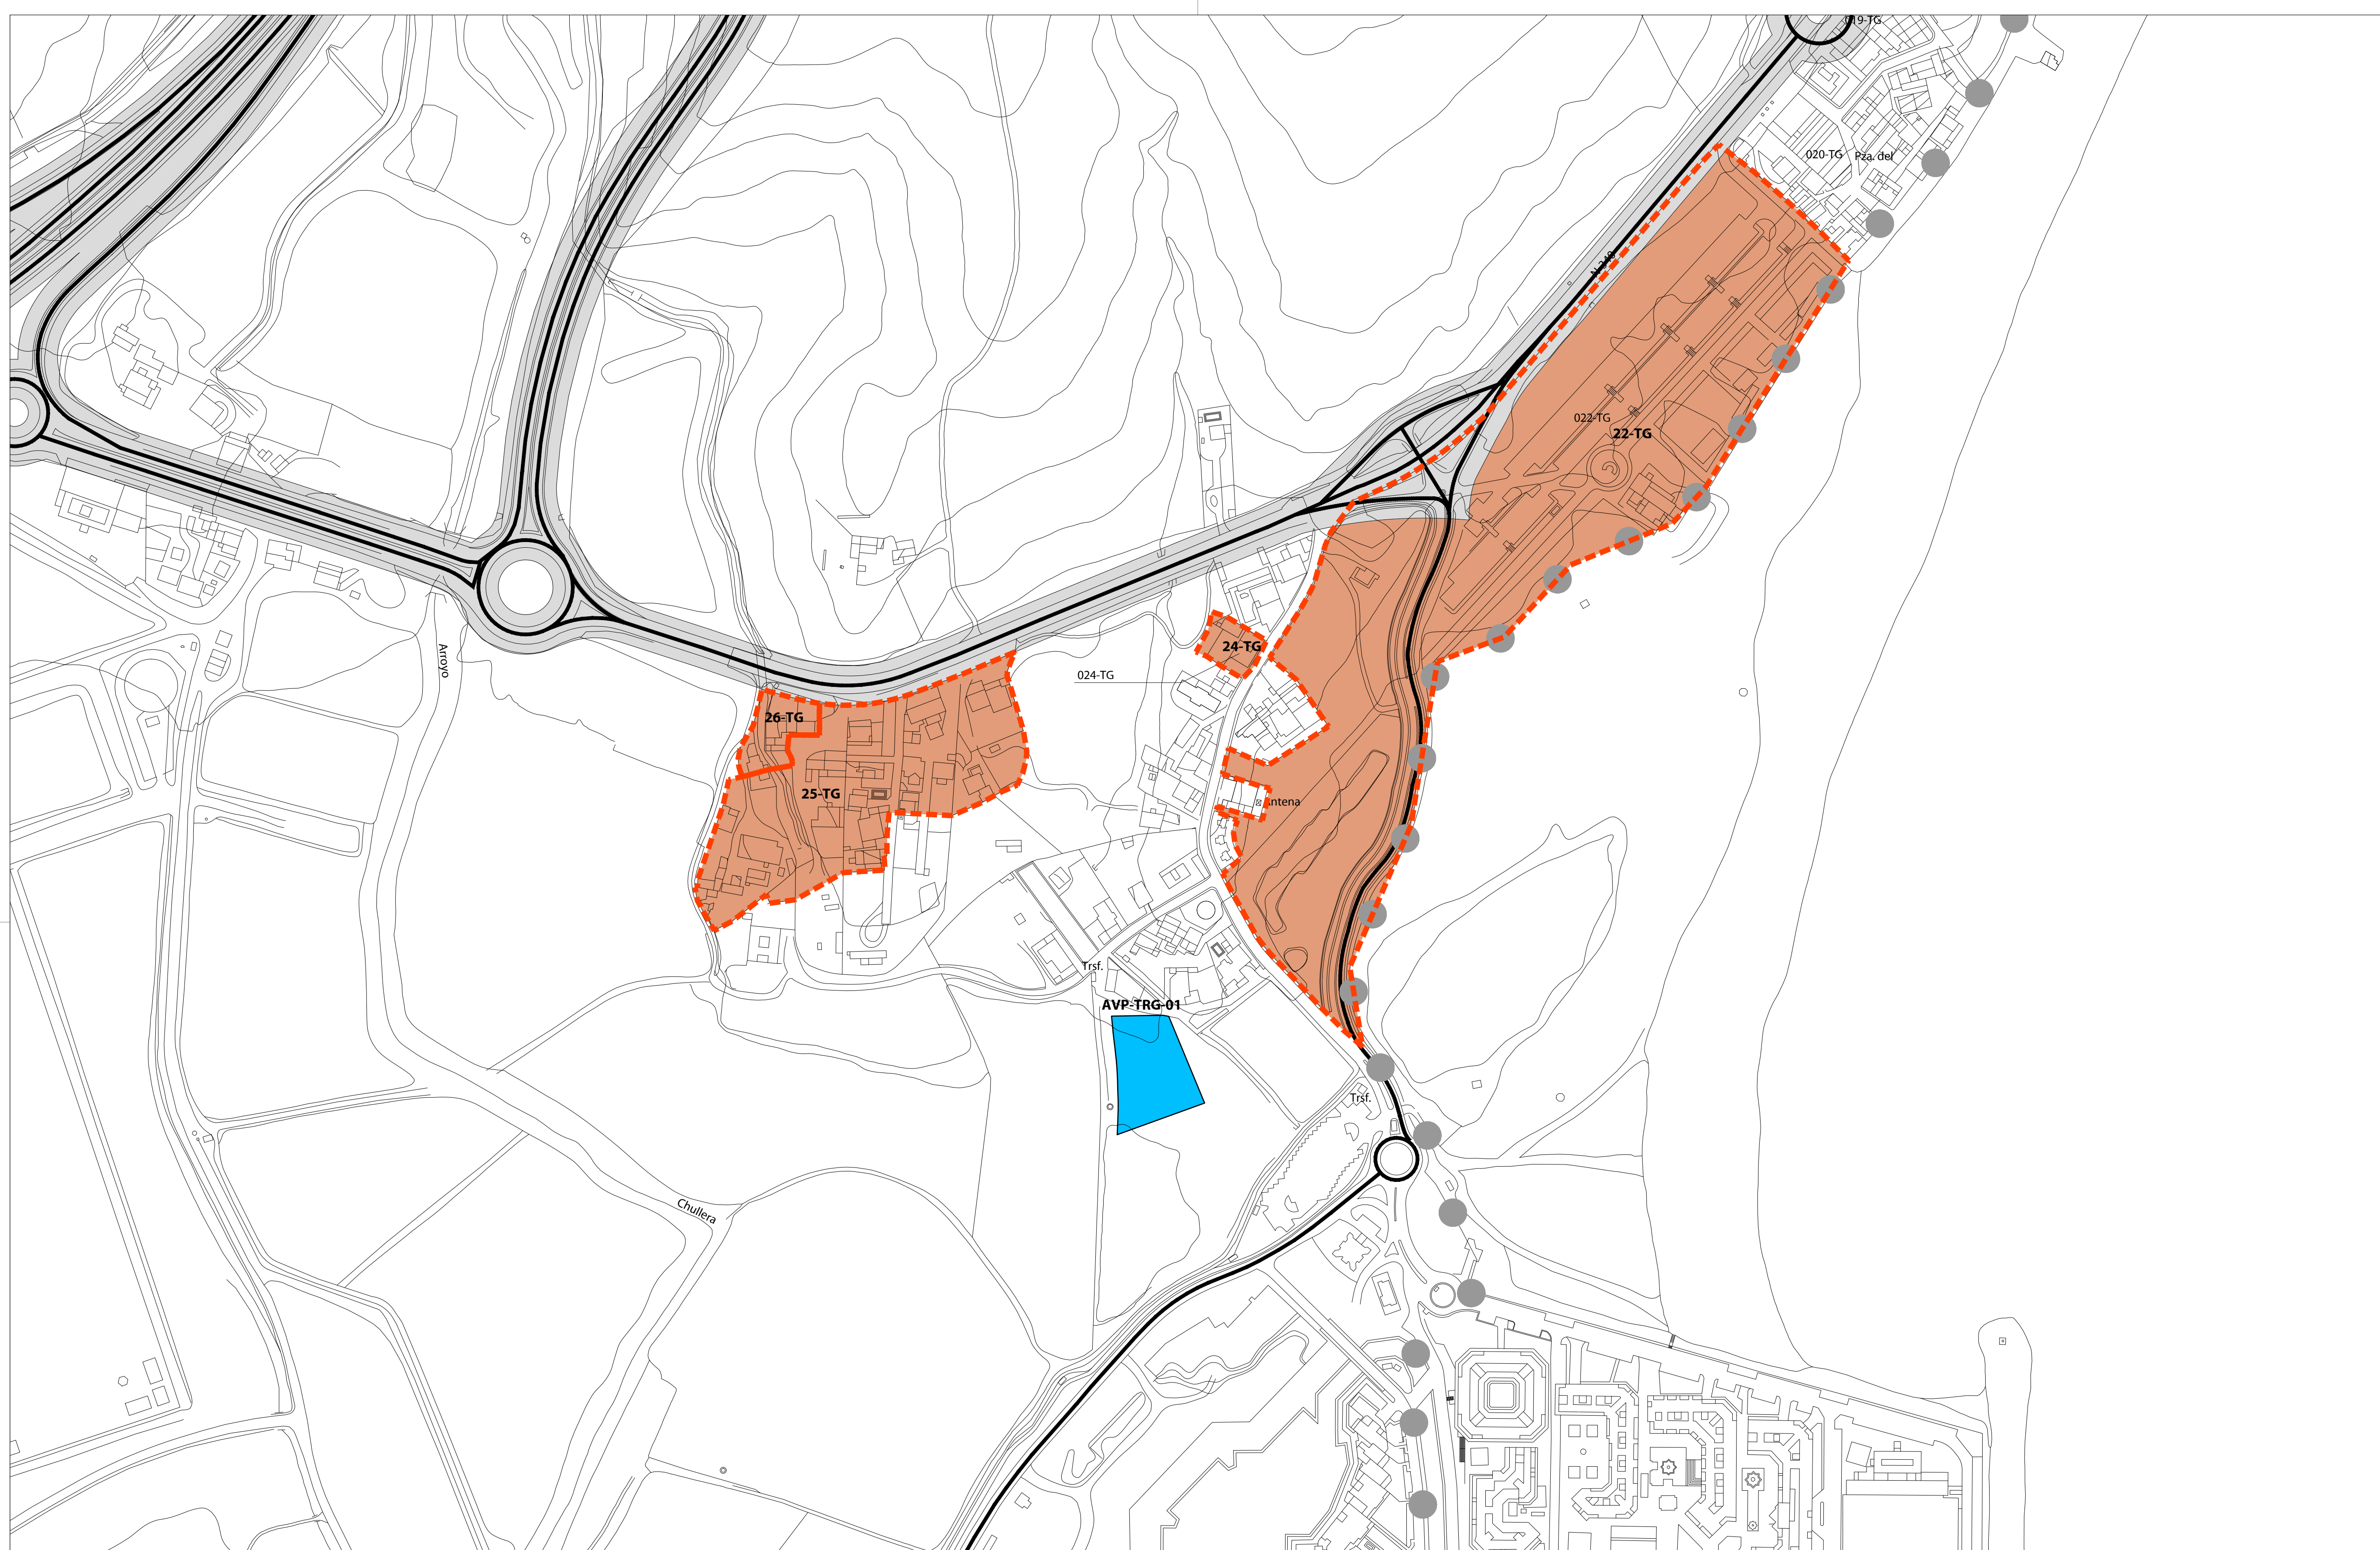 019-TG
020-TG
Pza. del
N-340
022-TG
22-TG
24-TG
024-TG
Arroyo
26-TG
25-TG
Antena
Trsf.
AVP-TRG-01
Trsf.
Chullera